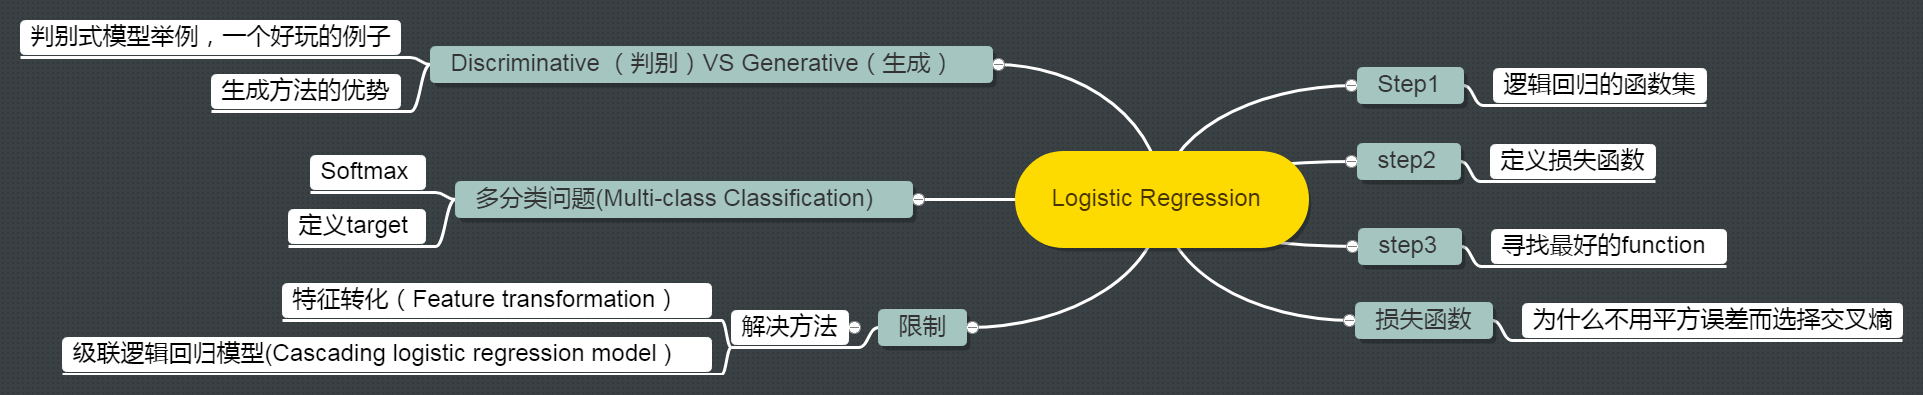 Logistic Regression
Step1
逻辑回归的函数集
step2
定义损失函数
step3
寻找最好的function
损失函数
为什么不用平方误差而选择交叉熵
Discriminative （判别）VS Generative（生成）
判别式模型举例，一个好玩的例子
生成方法的优势
多分类问题(Multi-class Classification)
Softmax
定义target
限制
解决方法
特征转化（Feature transformation）
级联逻辑回归模型(Cascading logistic regression model）